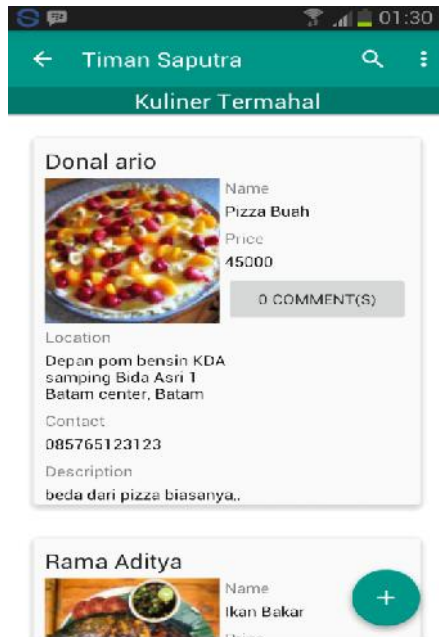 01:30
Timan Saputra
Kuliner Termahal
Donal ario
Name
Pizza Buah
Price
45000
0 COMMENT(S)
Location
Depan pom bensin KDA
samping Bida Asri 1
Batam center, Batam
Contact
085765123123
Description
beda dari pizza biasanya,.
Rama Aditya
Name
Ikan Bakar
Price